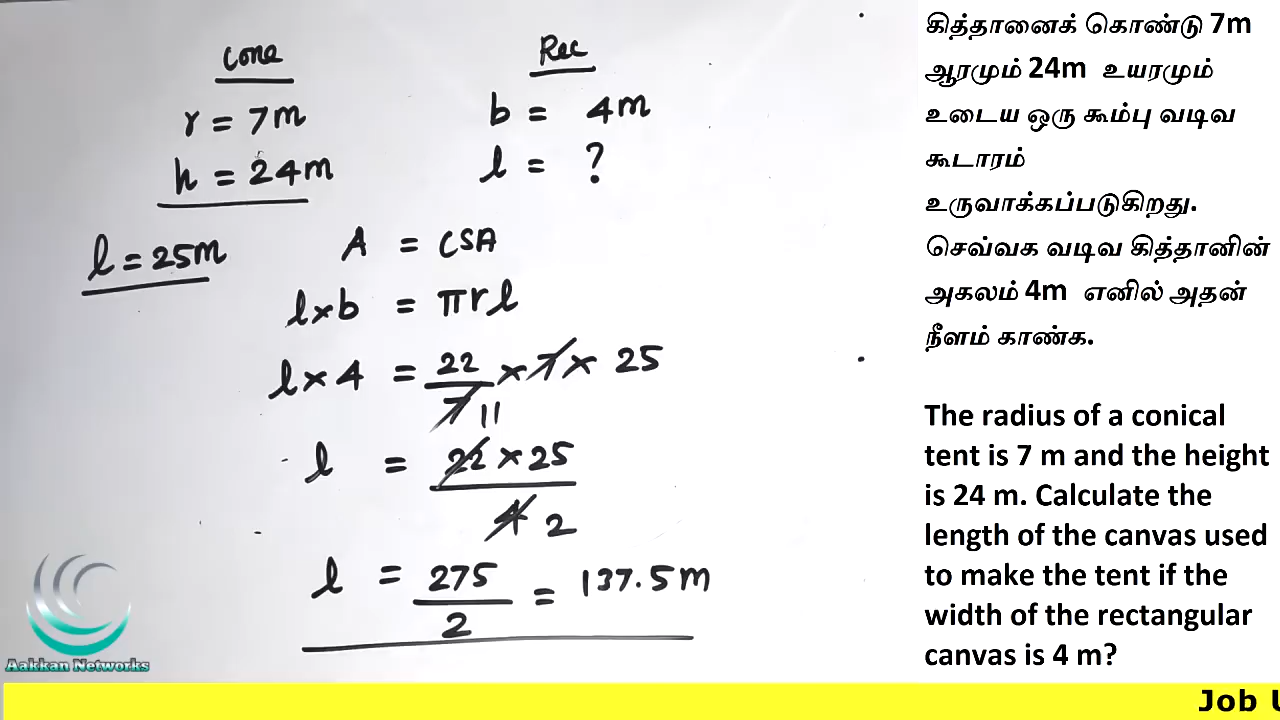 Cone
r = 7m
h = 24m
Rec
b = 4m
l = ?
l = 25m
A = CSA
l×b = πrl
l×4 = 22/7 × 7 × 25
11
l = 22 × 25 / 4 2
l = 275/2 = 137.5 m
Aakkan Networks
கித்தானைக் கொண்டு 7m
ஆரமும் 24m உயரமும்
உடைய ஒரு கூம்பு வடிவ
கூடாரம்
உருவாக்கப்படுகிறது.
செவ்வக வடிவ கித்தானின்
அகலம் 4m எனில் அதன்
நீளம் காண்க.
The radius of a conical
tent is 7 m and the height
is 24 m. Calculate the
length of the canvas used
to make the tent if the
width of the rectangular
canvas is 4 m?
Job